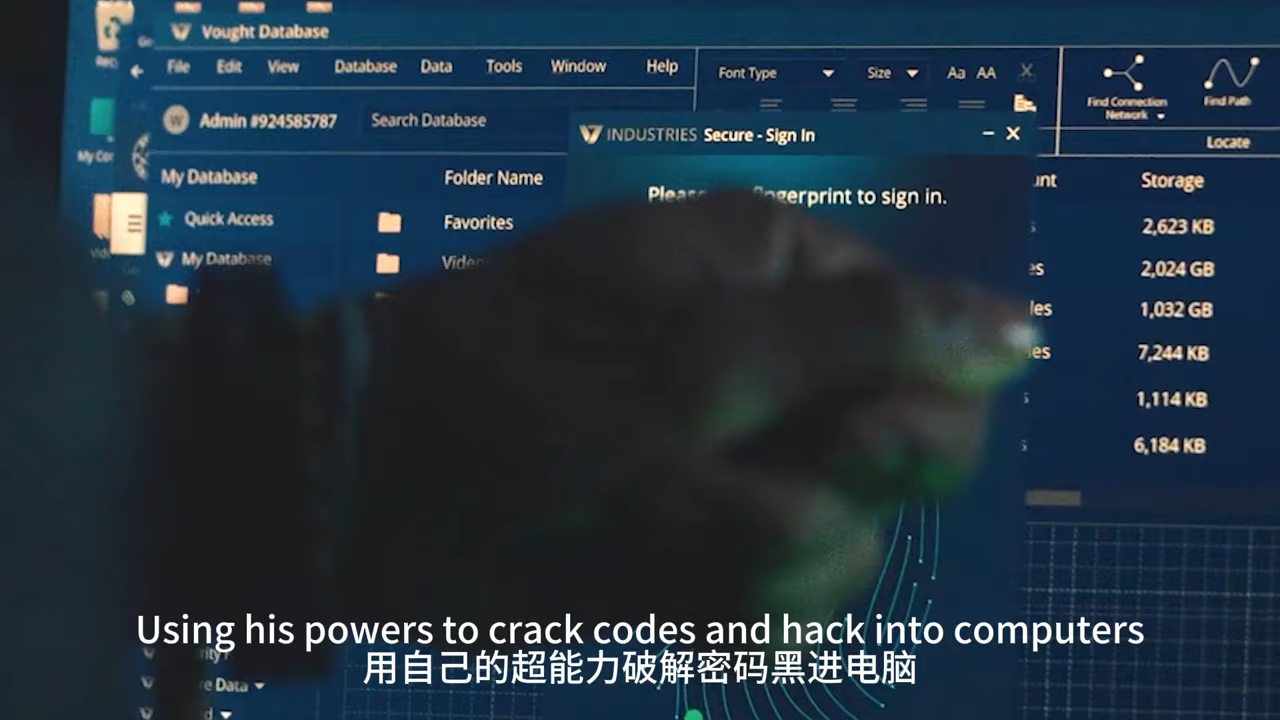 Vought Database
File Edit View Database Data Tools Window Help
Font Type Size Aa AA
Find Connection Network
Find Path
Locate
Admin #924585787
Search Database
INDUSTRIES Secure - Sign In
to sign in.
My Database
Folder Name
Storage
Quick Access
Favorites
2,623 KB
My Database
2,024 GB
1,032 GB
7,244 KB
1,114 KB
6,184 KB
Using his powers to crack codes and hack into computers
用自己的超能力破解密码黑进电脑
Data